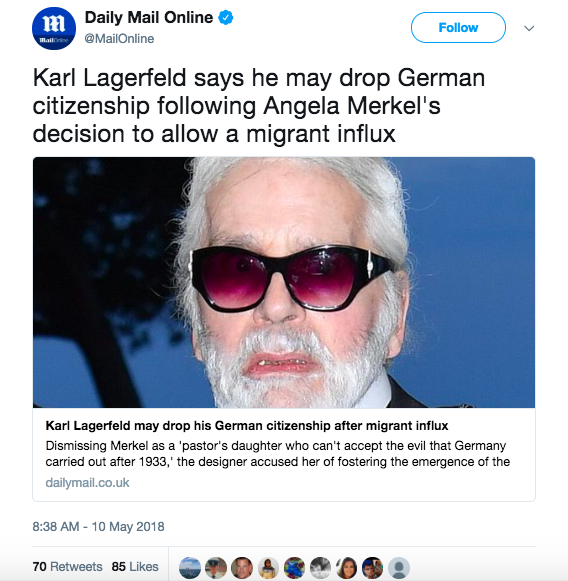 Daily Mail Online
@MailOnline
Follow
Karl Lagerfeld says he may drop German
citizenship following Angela Merkel's
decision to allow a migrant influx
Karl Lagerfeld may drop his German citizenship after migrant influx
Dismissing Merkel as a 'pastor's daughter who can't accept the evil that Germany
carried out after 1933,' the designer accused her of fostering the emergence of the
dailymail.co.uk
8:38 AM - 10 May 2018
70 Retweets 85 Likes